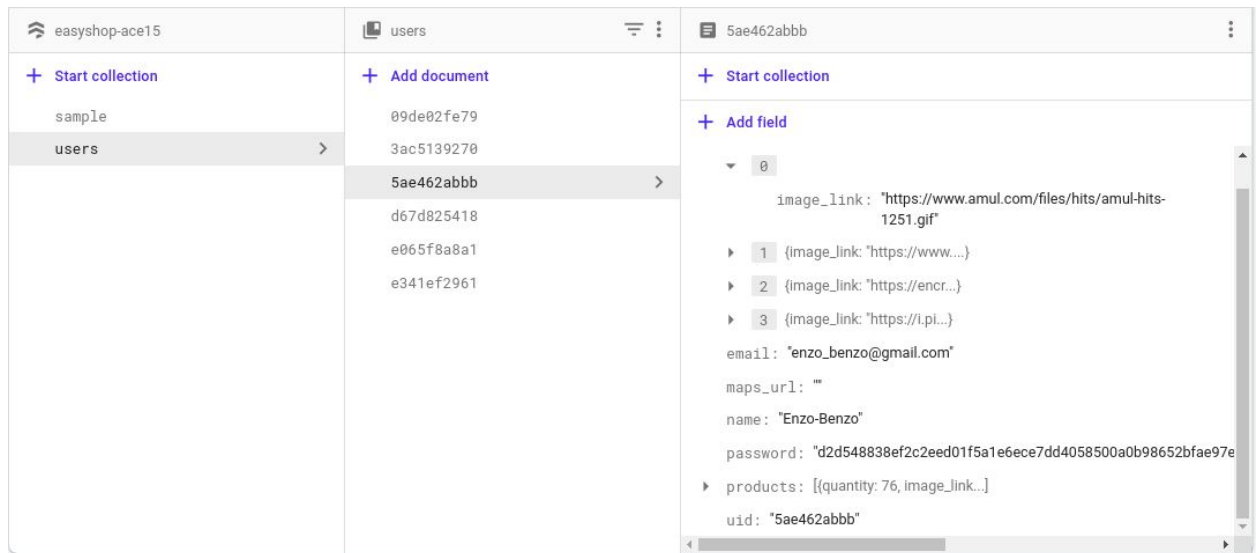 easyshop-ace15
+ Start collection
sample
users
users
+ Add document
09de02fe79
3ac5139270
5ae462abbb
d67d825418
e065f8a8a1
e341ef2961
5ae462abbb
+ Start collection
+ Add field
0
image_link: "https://www.amul.com/files/hits/amul-hits-
1251.gif"
1 {image_link: "https://www....}
2 {image_link: "https://encr...}
3 {image_link: "https://i.pi...}
email: "enzo_benzo@gmail.com"
maps_url: ""
name: "Enzo-Benzo"
password: "d2d548838ef2c2eed01f5a1e6ece7dd4058500a0b98652bfae97e
products: [{quantity: 76, image_link...]
uid: "5ae462abbb"